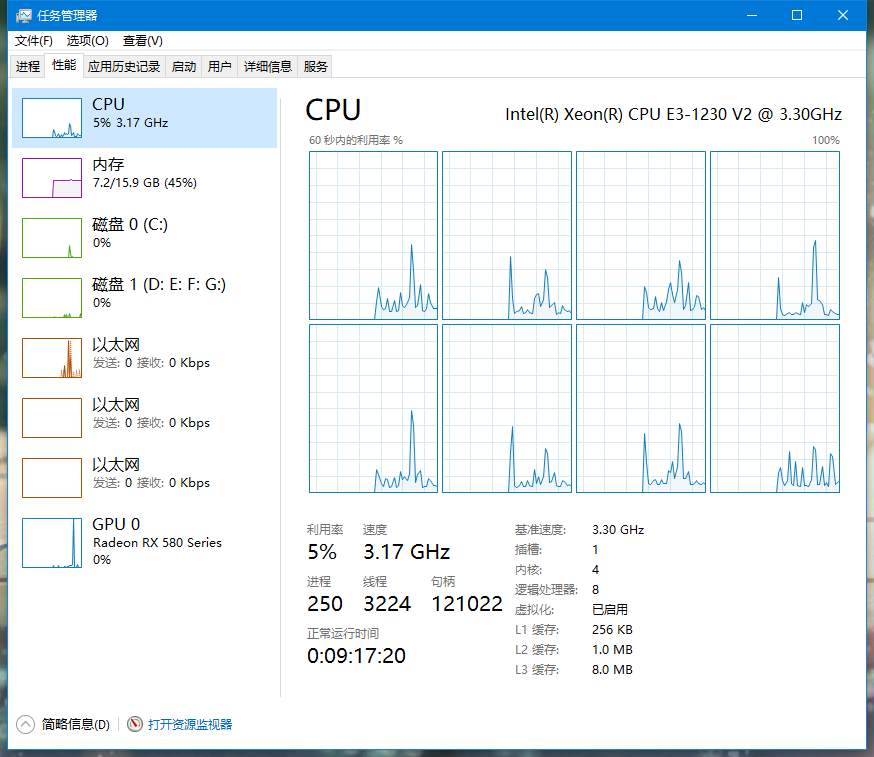 任务管理器
文件(F) 选项(O) 查看(V)
进程 性能 应用历史记录 启动 用户 详细信息 服务
CPU
5% 3.17 GHz
内存
7.2/15.9 GB (45%)
磁盘 0 (C:)
0%
磁盘 1 (D: E: F: G:)
0%
以太网
发送: 0 接收: 0 Kbps
以太网
发送: 0 接收: 0 Kbps
以太网
发送: 0 接收: 0 Kbps
GPU 0
Radeon RX 580 Series
0%
CPU Intel(R) Xeon(R) CPU E3-1230 V2 @ 3.30GHz
60 秒内的利用率 % 100%
利用率 速度
5% 3.17 GHz
进程 线程 句柄
250 3224 121022
正常运行时间
0:09:17:20
基准速度: 3.30 GHz
插槽: 1
内核: 4
逻辑处理器: 8
虚拟化: 已启用
L1 缓存: 256 KB
L2 缓存: 1.0 MB
L3 缓存: 8.0 MB
简略信息(D) 打开资源监视器